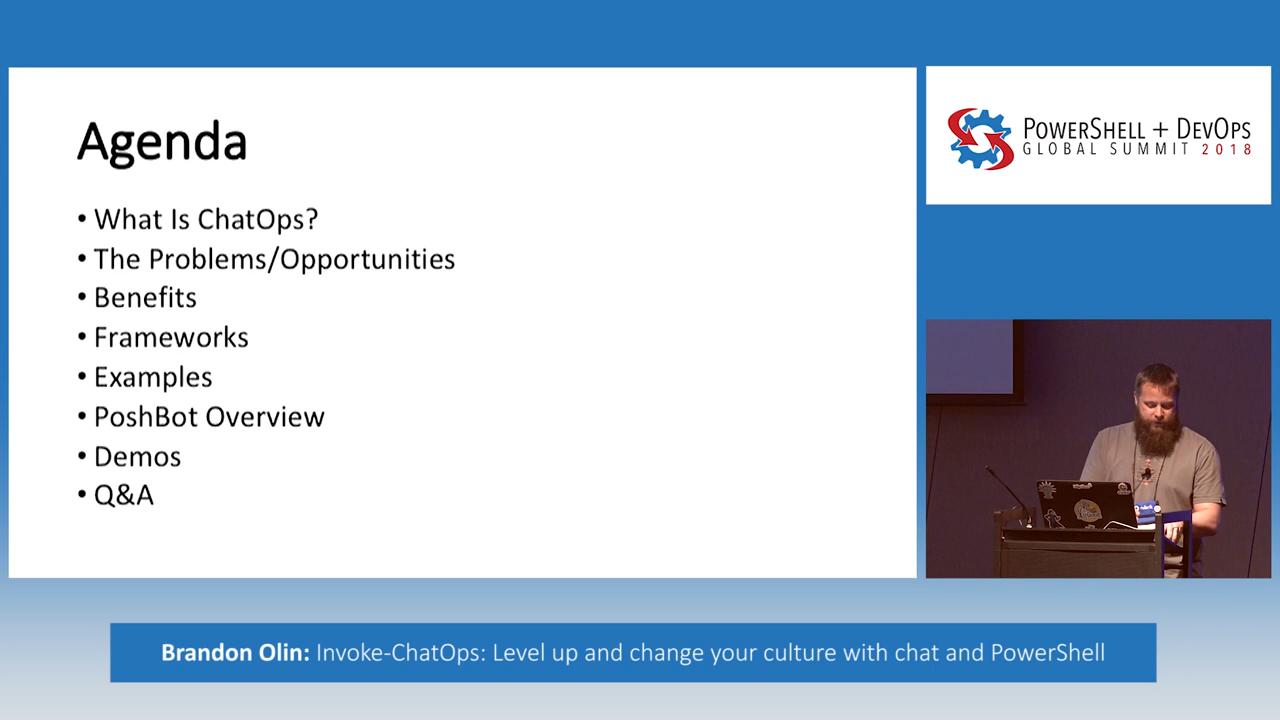 Agenda
• What Is ChatOps?
• The Problems/Opportunities
• Benefits
• Frameworks
• Examples
• PoshBot Overview
• Demos
• Q&A
POWERSHELL + DEVOPS
GLOBAL SUMMIT 2018
Brandon Olin: Invoke-ChatOps: Level up and change your culture with chat and PowerShell